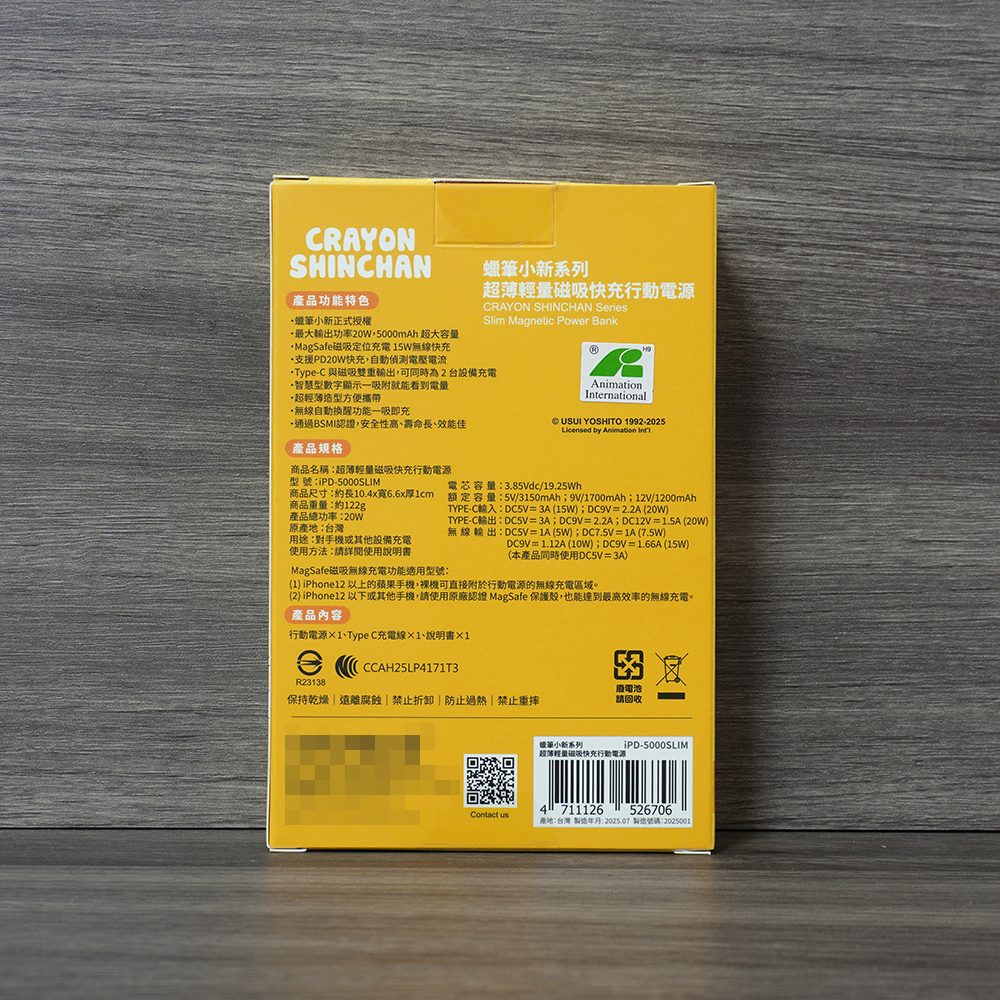 CRAYON
SHINCHAN
蠟筆小新系列
超薄輕量磁吸快充行動電源
CRAYON SHINCHAN Series
Slim Magnetic Power Bank
產品功能特色
•蠟筆小新正式授權
•最大輸出功率20W,5000mAh 超大容量
•MagSafe磁吸定位充電 15W無線快充
•支援PD20W快充,自動偵測電壓電流
•Type-C 與磁吸雙重輸出,可同時為 2 台設備充電
•智慧型數字顯示一吸附就能看到電量
•超輕薄造型方便攜帶
•無線自動換醒功能一吸即充
•通過BSMI認證,安全性高、壽命長、效能佳
® H9
Animation
International
© USUI YOSHITO 1992-2025
Licensed by Animation Int'l
產品規格
商品名稱:超薄輕量磁吸快充行動電源
型 號:iPD-5000SLIM
商品尺寸:約長10.4x寬6.6x厚1cm
商品重量:約122g
產品總功率:20W
原產地:台灣
用途:對手機或其他設備充電
使用方法:請詳閱使用說明書
電 芯 容 量:3.85Vdc/19.25Wh
額 定 容 量:5V/3150mAh;9V/1700mAh;12V/1200mAh
TYPE-C輸入:DC5V=3A (15W);DC9V=2.2A (20W)
TYPE-C輸出:DC5V=3A;DC9V=2.2A;DC12V=1.5A (20W)
無 線 輸 出:DC5V=1A (5W);DC7.5V=1A (7.5W)
DC9V=1.12A (10W);DC9V=1.66A (15W)
(本產品同時使用DC5V=3A)
MagSafe磁吸無線充電功能適用型號:
(1) iPhone12 以上的蘋果手機,裸機可直接附於行動電源的無線充電區域。
(2) iPhone12 以下或其他手機,請使用原廠認證 MagSafe 保護殼,也能達到最高效率的無線充電。
產品內容
行動電源×1、Type C充電線×1、說明書×1
R23138
CCAH25LP4171T3
廢電池
請回收
保持乾燥|遠離腐蝕|禁止折卸|防止過熱|禁止重摔
Contact us
蠟筆小新系列 iPD-5000SLIM
超薄輕量磁吸快充行動電源
4 711126 526706
產地:台灣 製造年月:2025.07 製造號碼:2025001